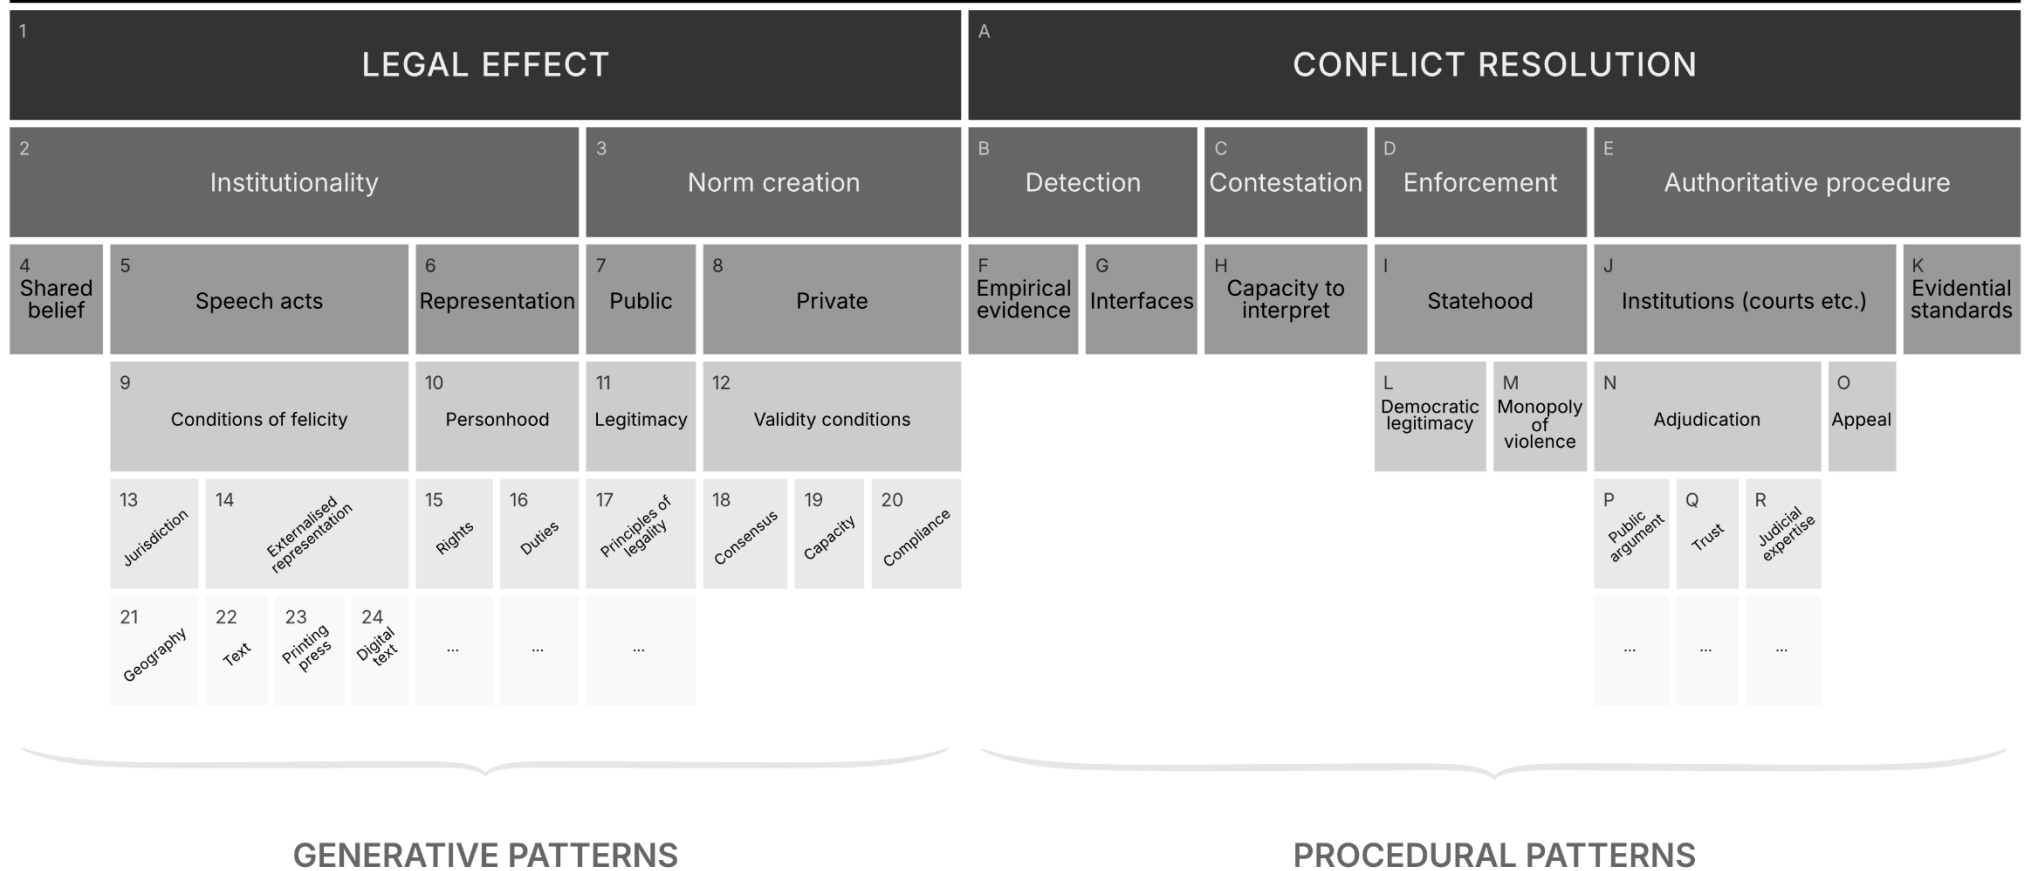 1
LEGAL EFFECT
A
CONFLICT RESOLUTION
2
Institutionality
3
Norm creation
B
Detection
C
Contestation
D
Enforcement
E
Authoritative procedure
4
Shared
belief
5
Speech acts
6
Representation
7
Public
8
Private
F
Empirical
evidence
G
Interfaces
H
Capacity to
interpret
I
Statehood
J
Institutions (courts etc.)
K
Evidential
standards
9
Conditions of felicity
10
Personhood
11
Legitimacy
12
Validity conditions
L
Democratic
legitimacy
M
Monopoly
of
violence
N
Adjudication
O
Appeal
13
Jurisdiction
14
Externalised
representation
15
Rights
16
Duties
17
Principles of
legality
18
Consensus
19
Capacity
20
Compliance
P
Public
argument
Q
Trust
R
Judicial
expertise
21
Geography
22
Text
23
Printing
press
24
Digital
text
...
...
...
...
...
...
GENERATIVE PATTERNS
PROCEDURAL PATTERNS